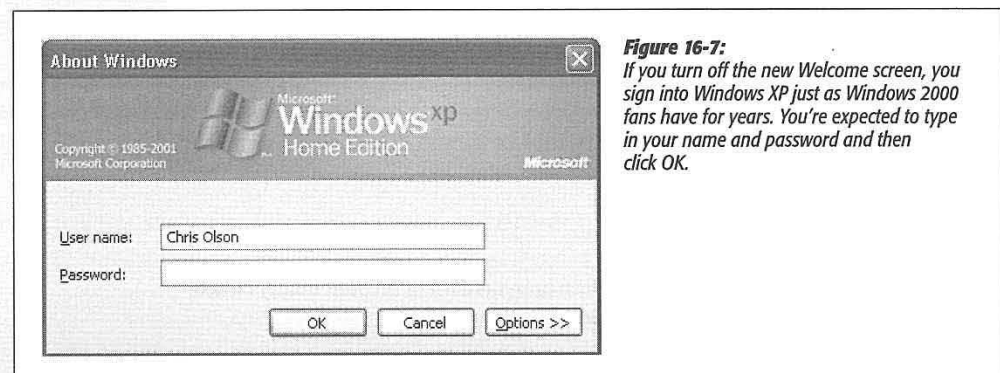 About Windows
Microsoft
Windows xp
Home Edition
Copyright © 1985-2001
Microsoft Corporation
Microsoft
User name:
Chris Olson
Password:
OK
Cancel
Options >>
Figure 16-7:
If you turn off the new Welcome screen, you
sign into Windows XP just as Windows 2000
fans have for years. You're expected to type
in your name and password and then
click OK.